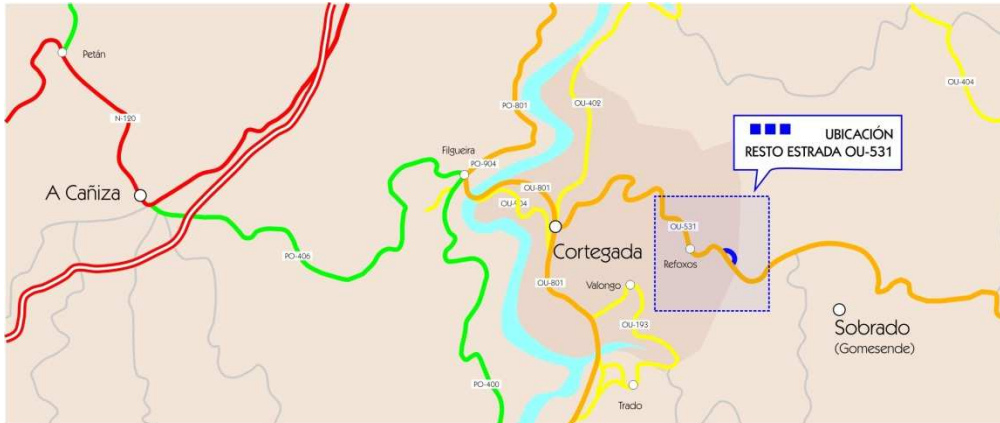 Petán
N-120
A Cañiza
PO-406
Filgueira
PO-904
PO-801
OU-402
OU-404
UBICACIÓN
RESTO ESTRADA OU-531
OU-801
OU-404
Cortegada
OU-531
Refoxos
OU-801
Valongo
OU-193
Sobrado
(Gomesende)
PO-400
Trado